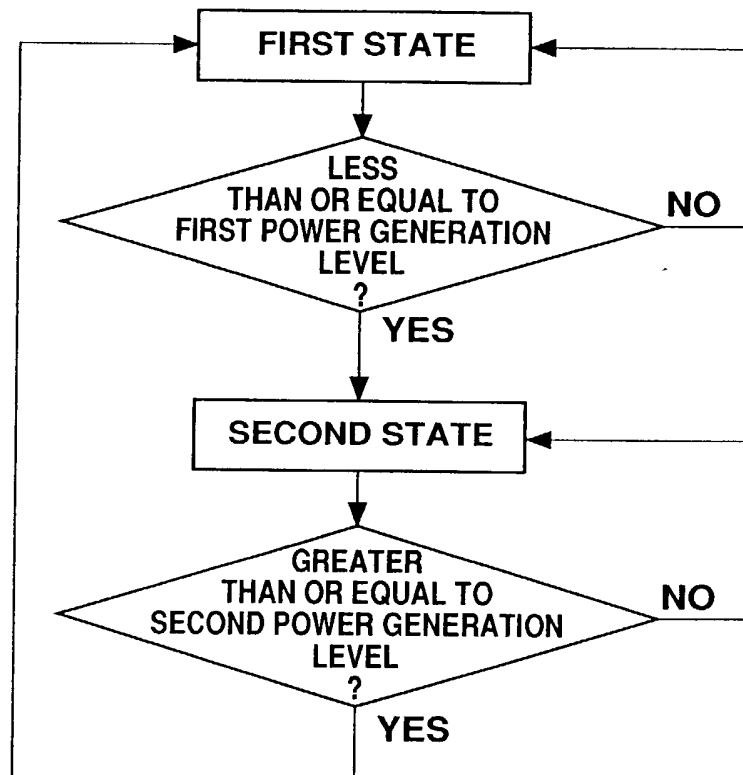 FIRST STATE
LESS
THAN OR EQUAL TO
FIRST POWER GENERATION
LEVEL
?
NO
YES
SECOND STATE
GREATER
THAN OR EQUAL TO
SECOND POWER GENERATION
LEVEL
?
NO
YES